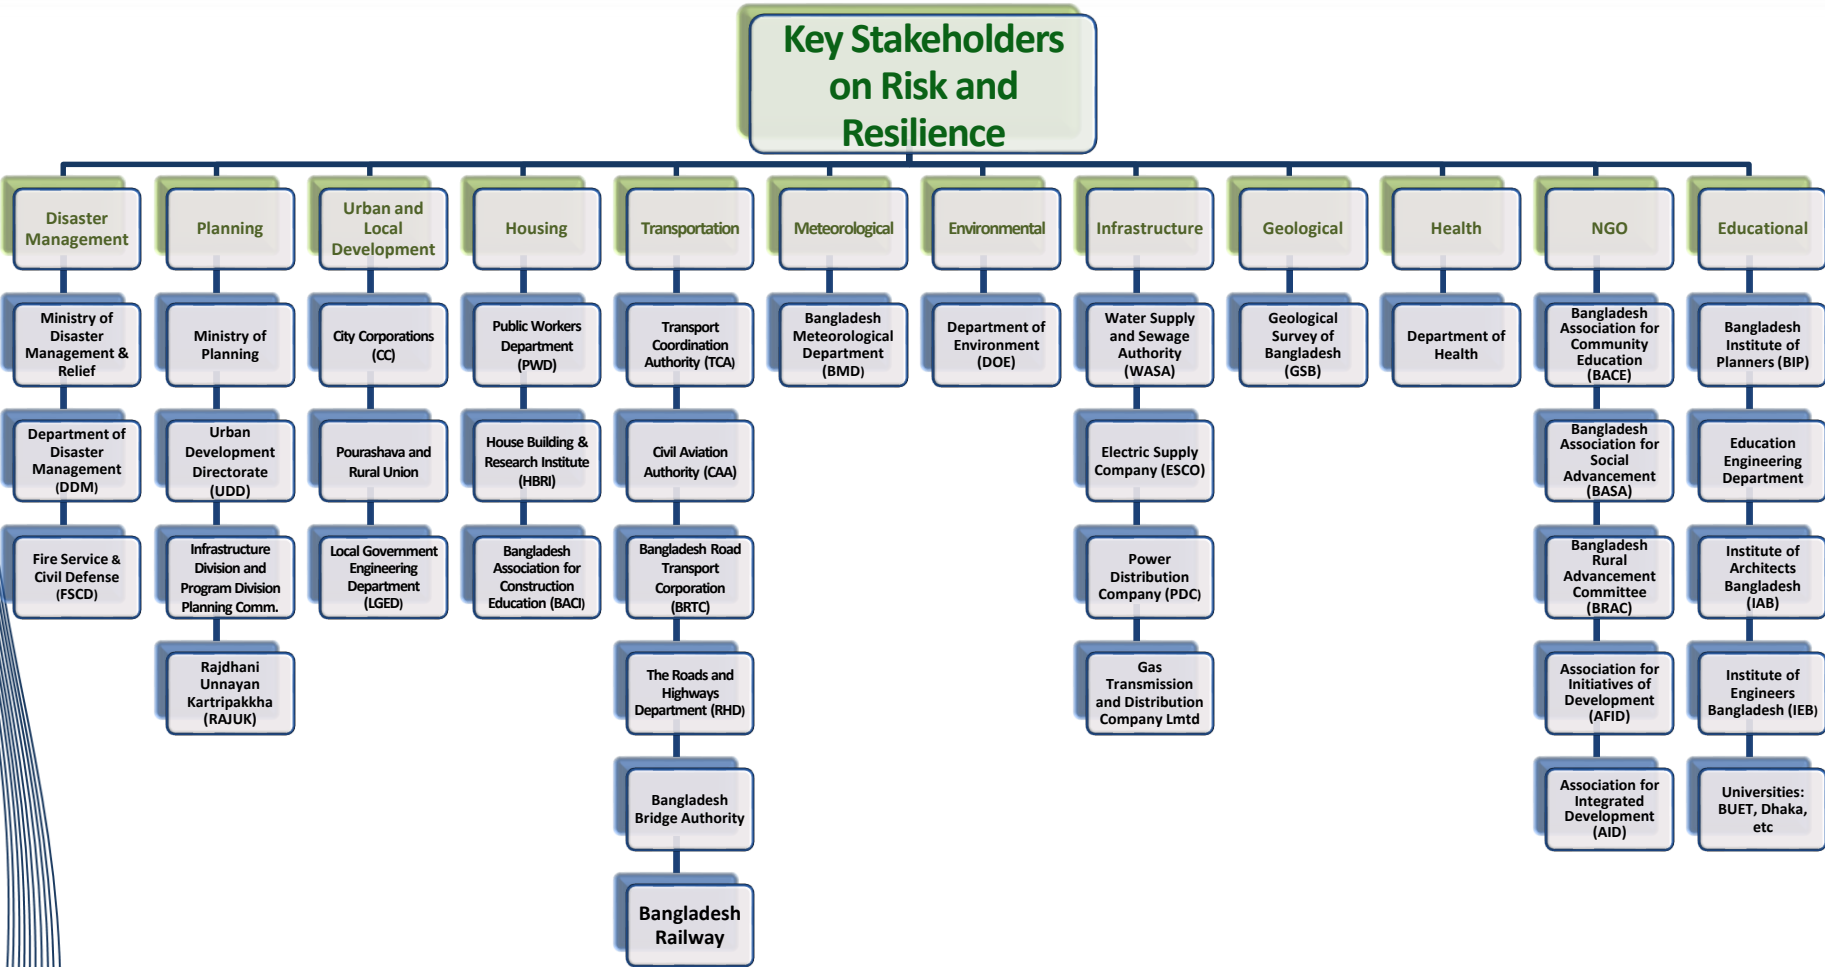 Key Stakeholders
on Risk and
Resilience
Disaster
Management
Planning
Urban and
Local
Development
Housing
Transportation
Meteorological
Environmental
Infrastructure
Geological
Health
NGO
Educational
Ministry of
Disaster
Management &
Relief
Ministry of
Planning
City Corporations
(CC)
Public Workers
Department
(PWD)
Transport
Coordination
Authority (TCA)
Bangladesh
Meteorological
Department
(BMD)
Department of
Environment
(DOE)
Water Supply
and Sewage
Authority
(WASA)
Geological
Survey of
Bangladesh
(GSB)
Department of
Health
Bangladesh
Association for
Community
Education
(BACE)
Bangladesh
Institute of
Planners (BIP)
Department of
Disaster
Management
(DDM)
Urban
Development
Directorate
(UDD)
Pourashava and
Rural Union
House Building &
Research Institute
(HBRI)
Civil Aviation
Authority (CAA)
Electric Supply
Company (ESCO)
Bangladesh
Association for
Social
Advancement
(BASA)
Education
Engineering
Department
Fire Service &
Civil Defense
(FSCD)
Infrastructure
Division and
Program Division
Planning Comm.
Local Government
Engineering
Department
(LGED)
Bangladesh
Association for
Construction
Education (BACI)
Bangladesh Road
Transport
Corporation
(BRTC)
Power
Distribution
Company (PDC)
Bangladesh
Rural
Advancement
Committee
(BRAC)
Institute of
Architects
Bangladesh
(IAB)
Rajdhani
Unnayan
Kartripakkha
(RAJUK)
The Roads and
Highways
Department (RHD)
Gas
Transmission
and Distribution
Company Lmtd
Association for
Initiatives of
Development
(AFID)
Institute of
Engineers
Bangladesh (IEB)
Bangladesh
Bridge Authority
Association for
Integrated
Development
(AID)
Universities:
BUET, Dhaka,
etc
Bangladesh
Railway